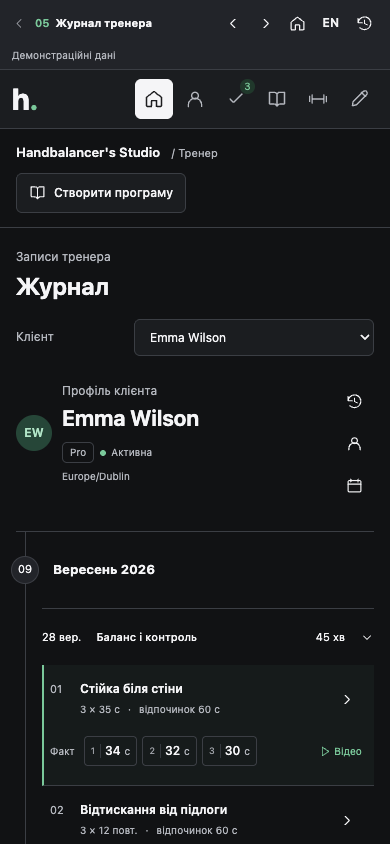 05 Журнал тренера
EN
Демонстраційні дані
h.
3
Handbalancer's Studio / Тренер
Створити програму
Записи тренера
Журнал
Клієнт
Emma Wilson
Профіль клієнта
EW
Emma Wilson
Pro
Активна
Europe/Dublin
09
Вересень 2026
28 вер. Баланс і контроль 45 хв
01 Стійка біля стіни
3 × 35 с · відпочинок 60 с
Факт 1 34 с 2 32 с 3 30 с Відео
02 Відтискання від підлоги
3 × 12 повт. · відпочинок 60 с